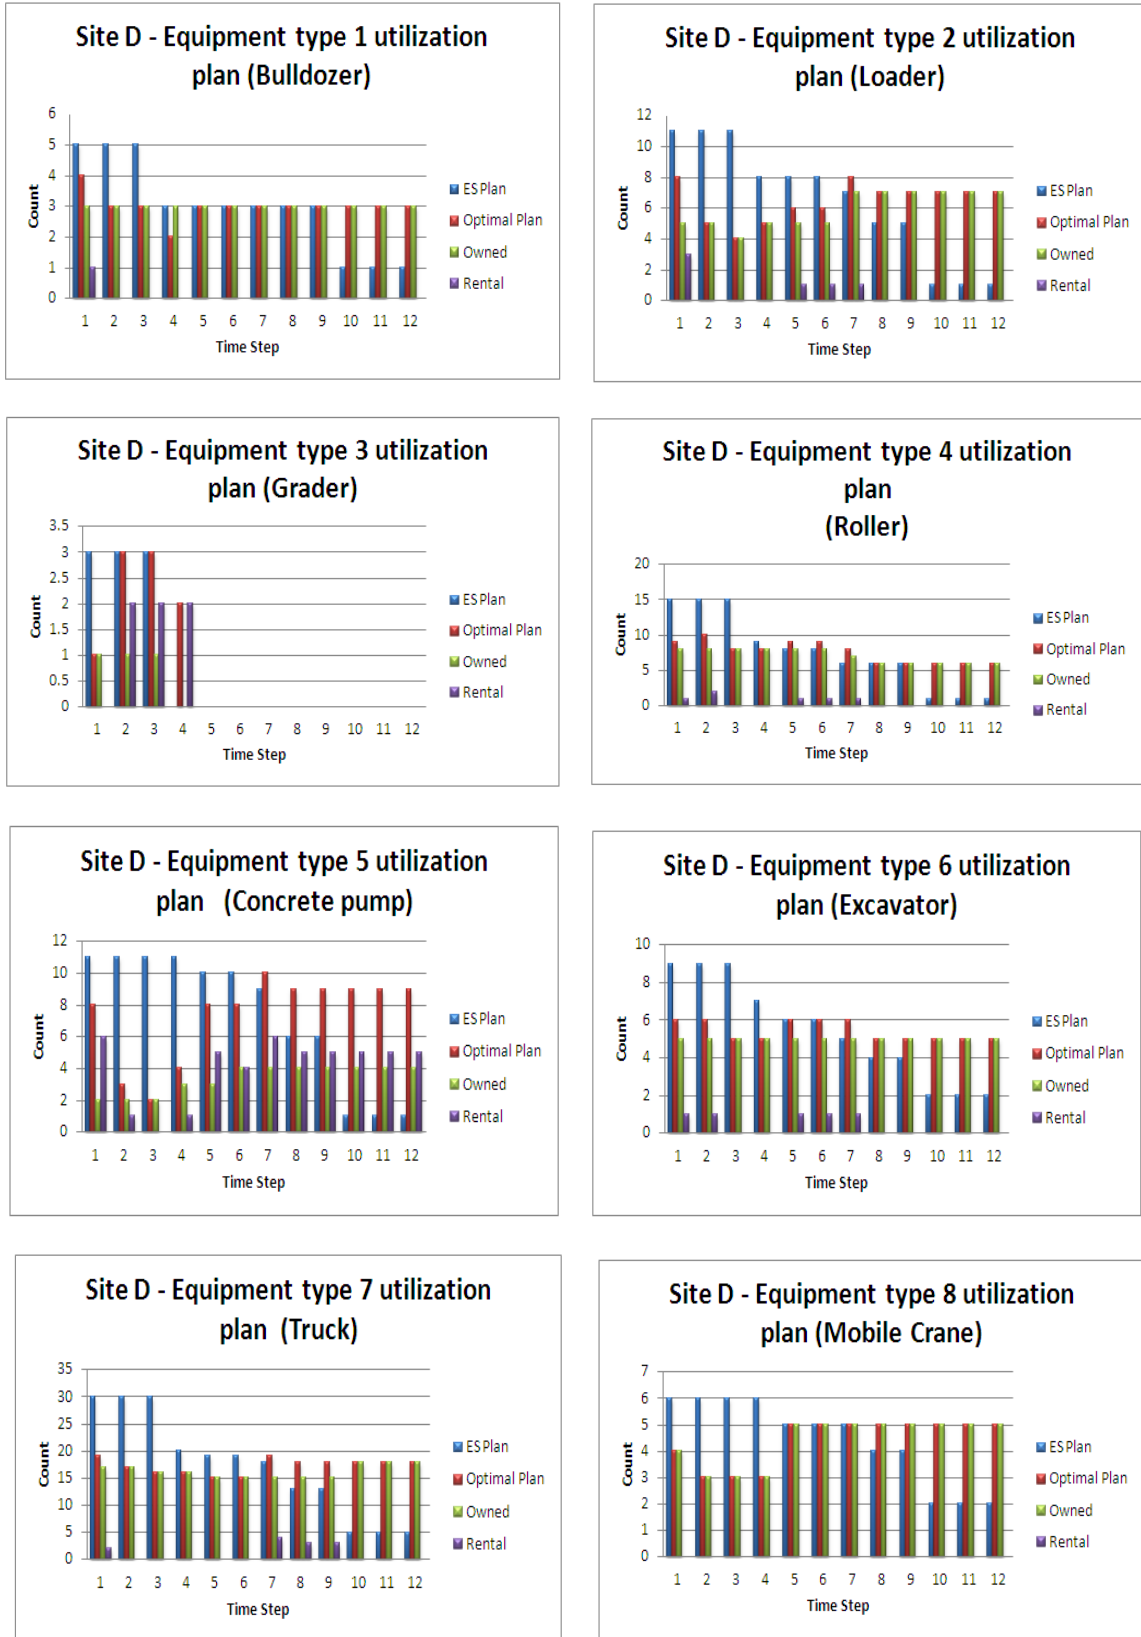 Site D - Equipment type 1 utilization
plan (Bulldozer)
6
5
4
3
2
1
0
Count
1 2 3 4 5 6 7 8 9 10 11 12
Time Step
ES Plan
Optimal Plan
Owned
Rental
Site D - Equipment type 2 utilization
plan (Loader)
12
10
8
6
4
2
0
Count
1 2 3 4 5 6 7 8 9 10 11 12
Time Step
ES Plan
Optimal Plan
Owned
Rental
Site D - Equipment type 3 utilization
plan (Grader)
3.5
3
2.5
2
1.5
1
0.5
0
Count
1 2 3 4 5 6 7 8 9 10 11 12
Time Step
ES Plan
Optimal Plan
Owned
Rental
Site D - Equipment type 4 utilization
plan
(Roller)
20
15
10
5
0
Count
1 2 3 4 5 6 7 8 9 10 11 12
Time Step
ES Plan
Optimal Plan
Owned
Rental
Site D - Equipment type 5 utilization
plan (Concrete pump)
12
10
8
6
4
2
0
Count
1 2 3 4 5 6 7 8 9 10 11 12
Time Step
ES Plan
Optimal Plan
Owned
Rental
Site D - Equipment type 6 utilization
plan (Excavator)
10
8
6
4
2
0
Count
1 2 3 4 5 6 7 8 9 10 11 12
Time Step
ES Plan
Optimal Plan
Owned
Rental
Site D - Equipment type 7 utilization
plan (Truck)
35
30
25
20
15
10
5
0
Count
1 2 3 4 5 6 7 8 9 10 11 12
Time Step
ES Plan
Optimal Plan
Owned
Rental
Site D - Equipment type 8 utilization
plan (Mobile Crane)
7
6
5
4
3
2
1
0
Count
1 2 3 4 5 6 7 8 9 10 11 12
Time Step
ES Plan
Optimal Plan
Owned
Rental